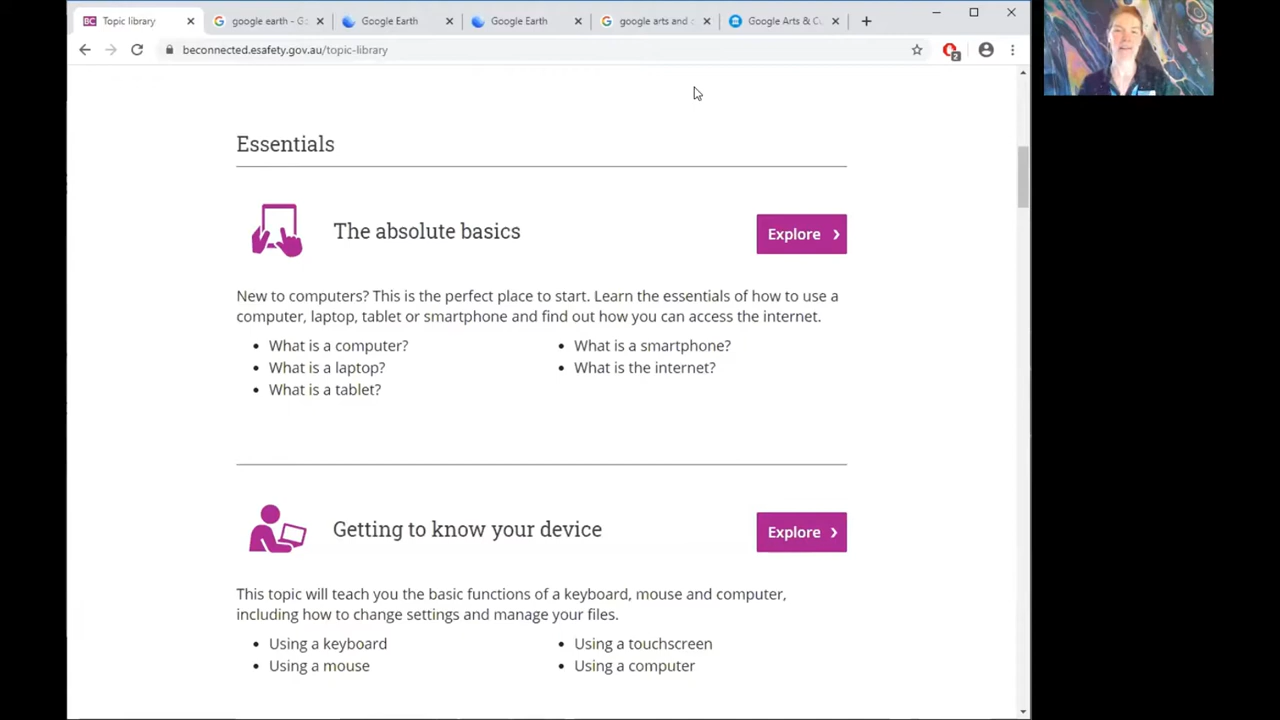 BC Topic library
google earth - Go
Google Earth
Google Earth
google arts and c
Google Arts & Cu
beconnected.esafety.gov.au/topic-library
2
Essentials
The absolute basics
Explore
New to computers? This is the perfect place to start. Learn the essentials of how to use a
computer, laptop, tablet or smartphone and find out how you can access the internet.
• What is a computer?
• What is a laptop?
• What is a tablet?
• What is a smartphone?
• What is the internet?
Getting to know your device
Explore
This topic will teach you the basic functions of a keyboard, mouse and computer,
including how to change settings and manage your files.
• Using a keyboard
• Using a mouse
• Using a touchscreen
• Using a computer